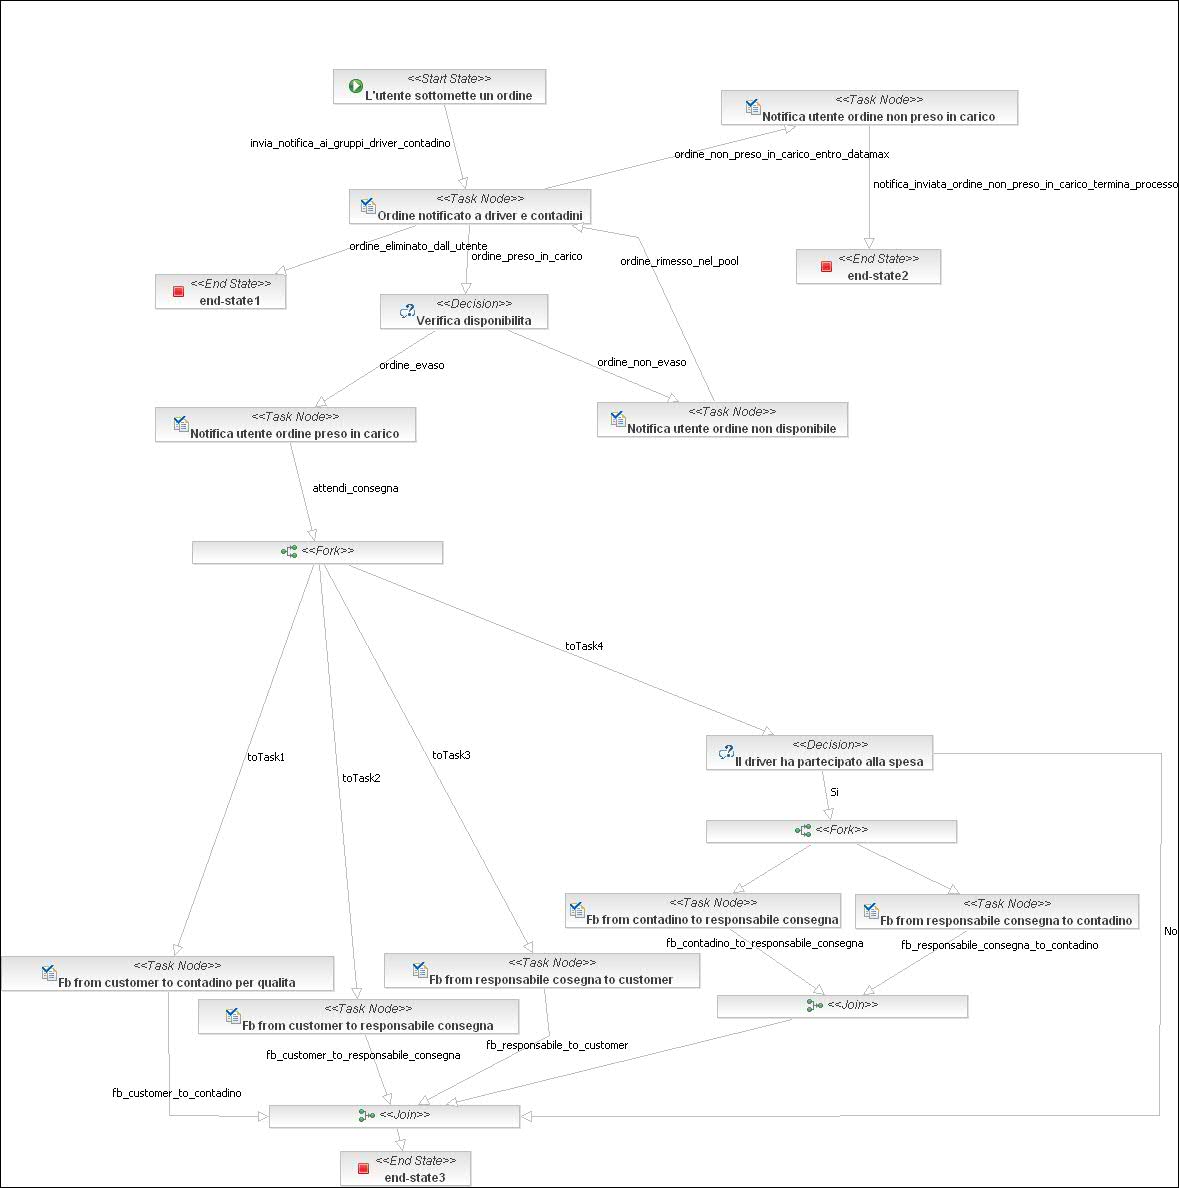 <<Start State>>
L'utente sottomette un ordine
<<Task Node>>
Notifica utente ordine non preso in carico
invia_notifica_ai_gruppi_driver_contadino
ordine_non_preso_in_carico_entro_datamax
notifica_inviata_ordine_non_preso_in_carico_termina_processo
<<Task Node>>
Ordine notificato a driver e contadini
ordine_eliminato_dall_utente
ordine_preso_in_carico
ordine_rimesso_nel_pool
<<End State>>
end-state2
<<End State>>
end-state1
<<Decision>>
Verifica disponibilita
ordine_evaso
ordine_non_evaso
<<Task Node>>
Notifica utente ordine preso in carico
<<Task Node>>
Notifica utente ordine non disponibile
attendi_consegna
<<Fork>>
toTask4
toTask1
toTask2
toTask3
<<Decision>>
Il driver ha partecipato alla spesa
Si
<<Fork>>
<<Task Node>>
Fb from contadino to responsabile consegna
<<Task Node>>
Fb from responsabile consegna to contadino
No
fb_contadino_to_responsabile_consegna
fb_responsabile_consegna_to_contadino
<<Task Node>>
Fb from customer to contadino per qualita
<<Task Node>>
Fb from responsabile cosegna to customer
<<Task Node>>
Fb from customer to responsabile consegna
<<Join>>
fb_customer_to_responsabile_consegna
fb_responsabile_to_customer
fb_customer_to_contadino
<<Join>>
<<End State>>
end-state3